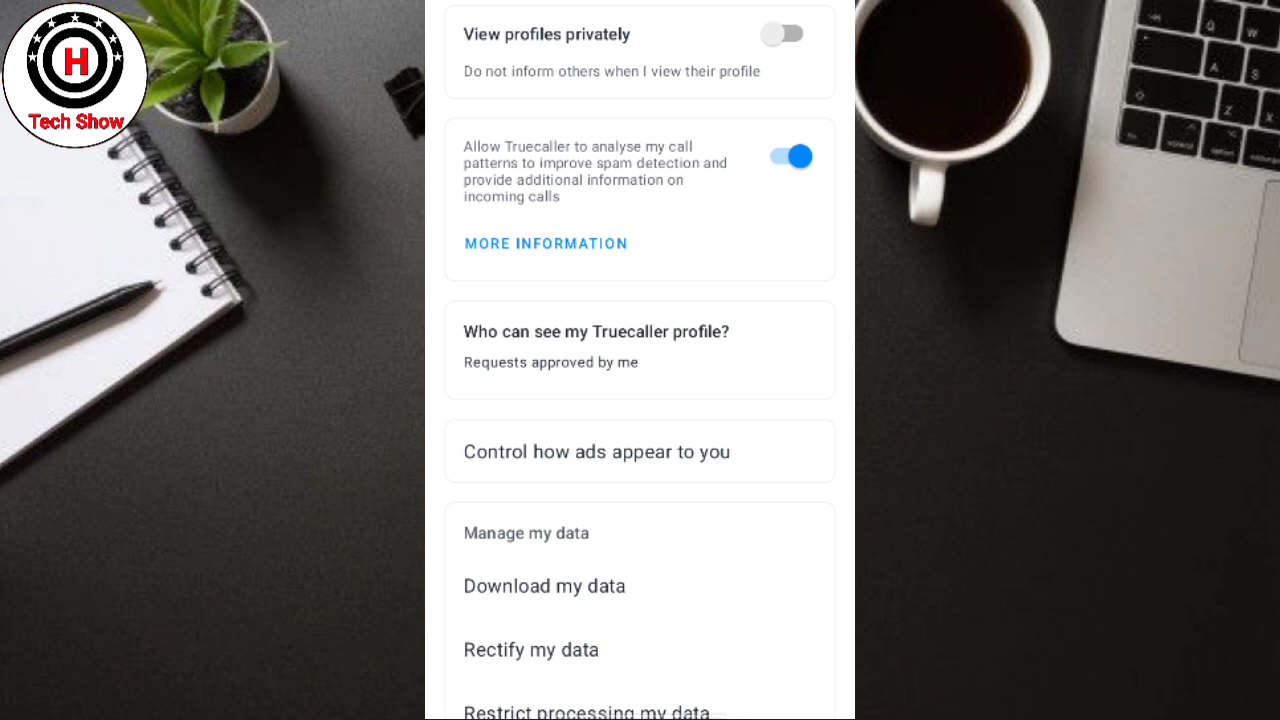 H
Tech Show
View profiles privately
Do not inform others when I view their profile
Allow Truecaller to analyse my call
patterns to improve spam detection and
provide additional information on
incoming calls
MORE INFORMATION
Who can see my Truecaller profile?
Requests approved by me
Control how ads appear to you
Manage my data
Download my data
Rectify my data
Restrict processing my data